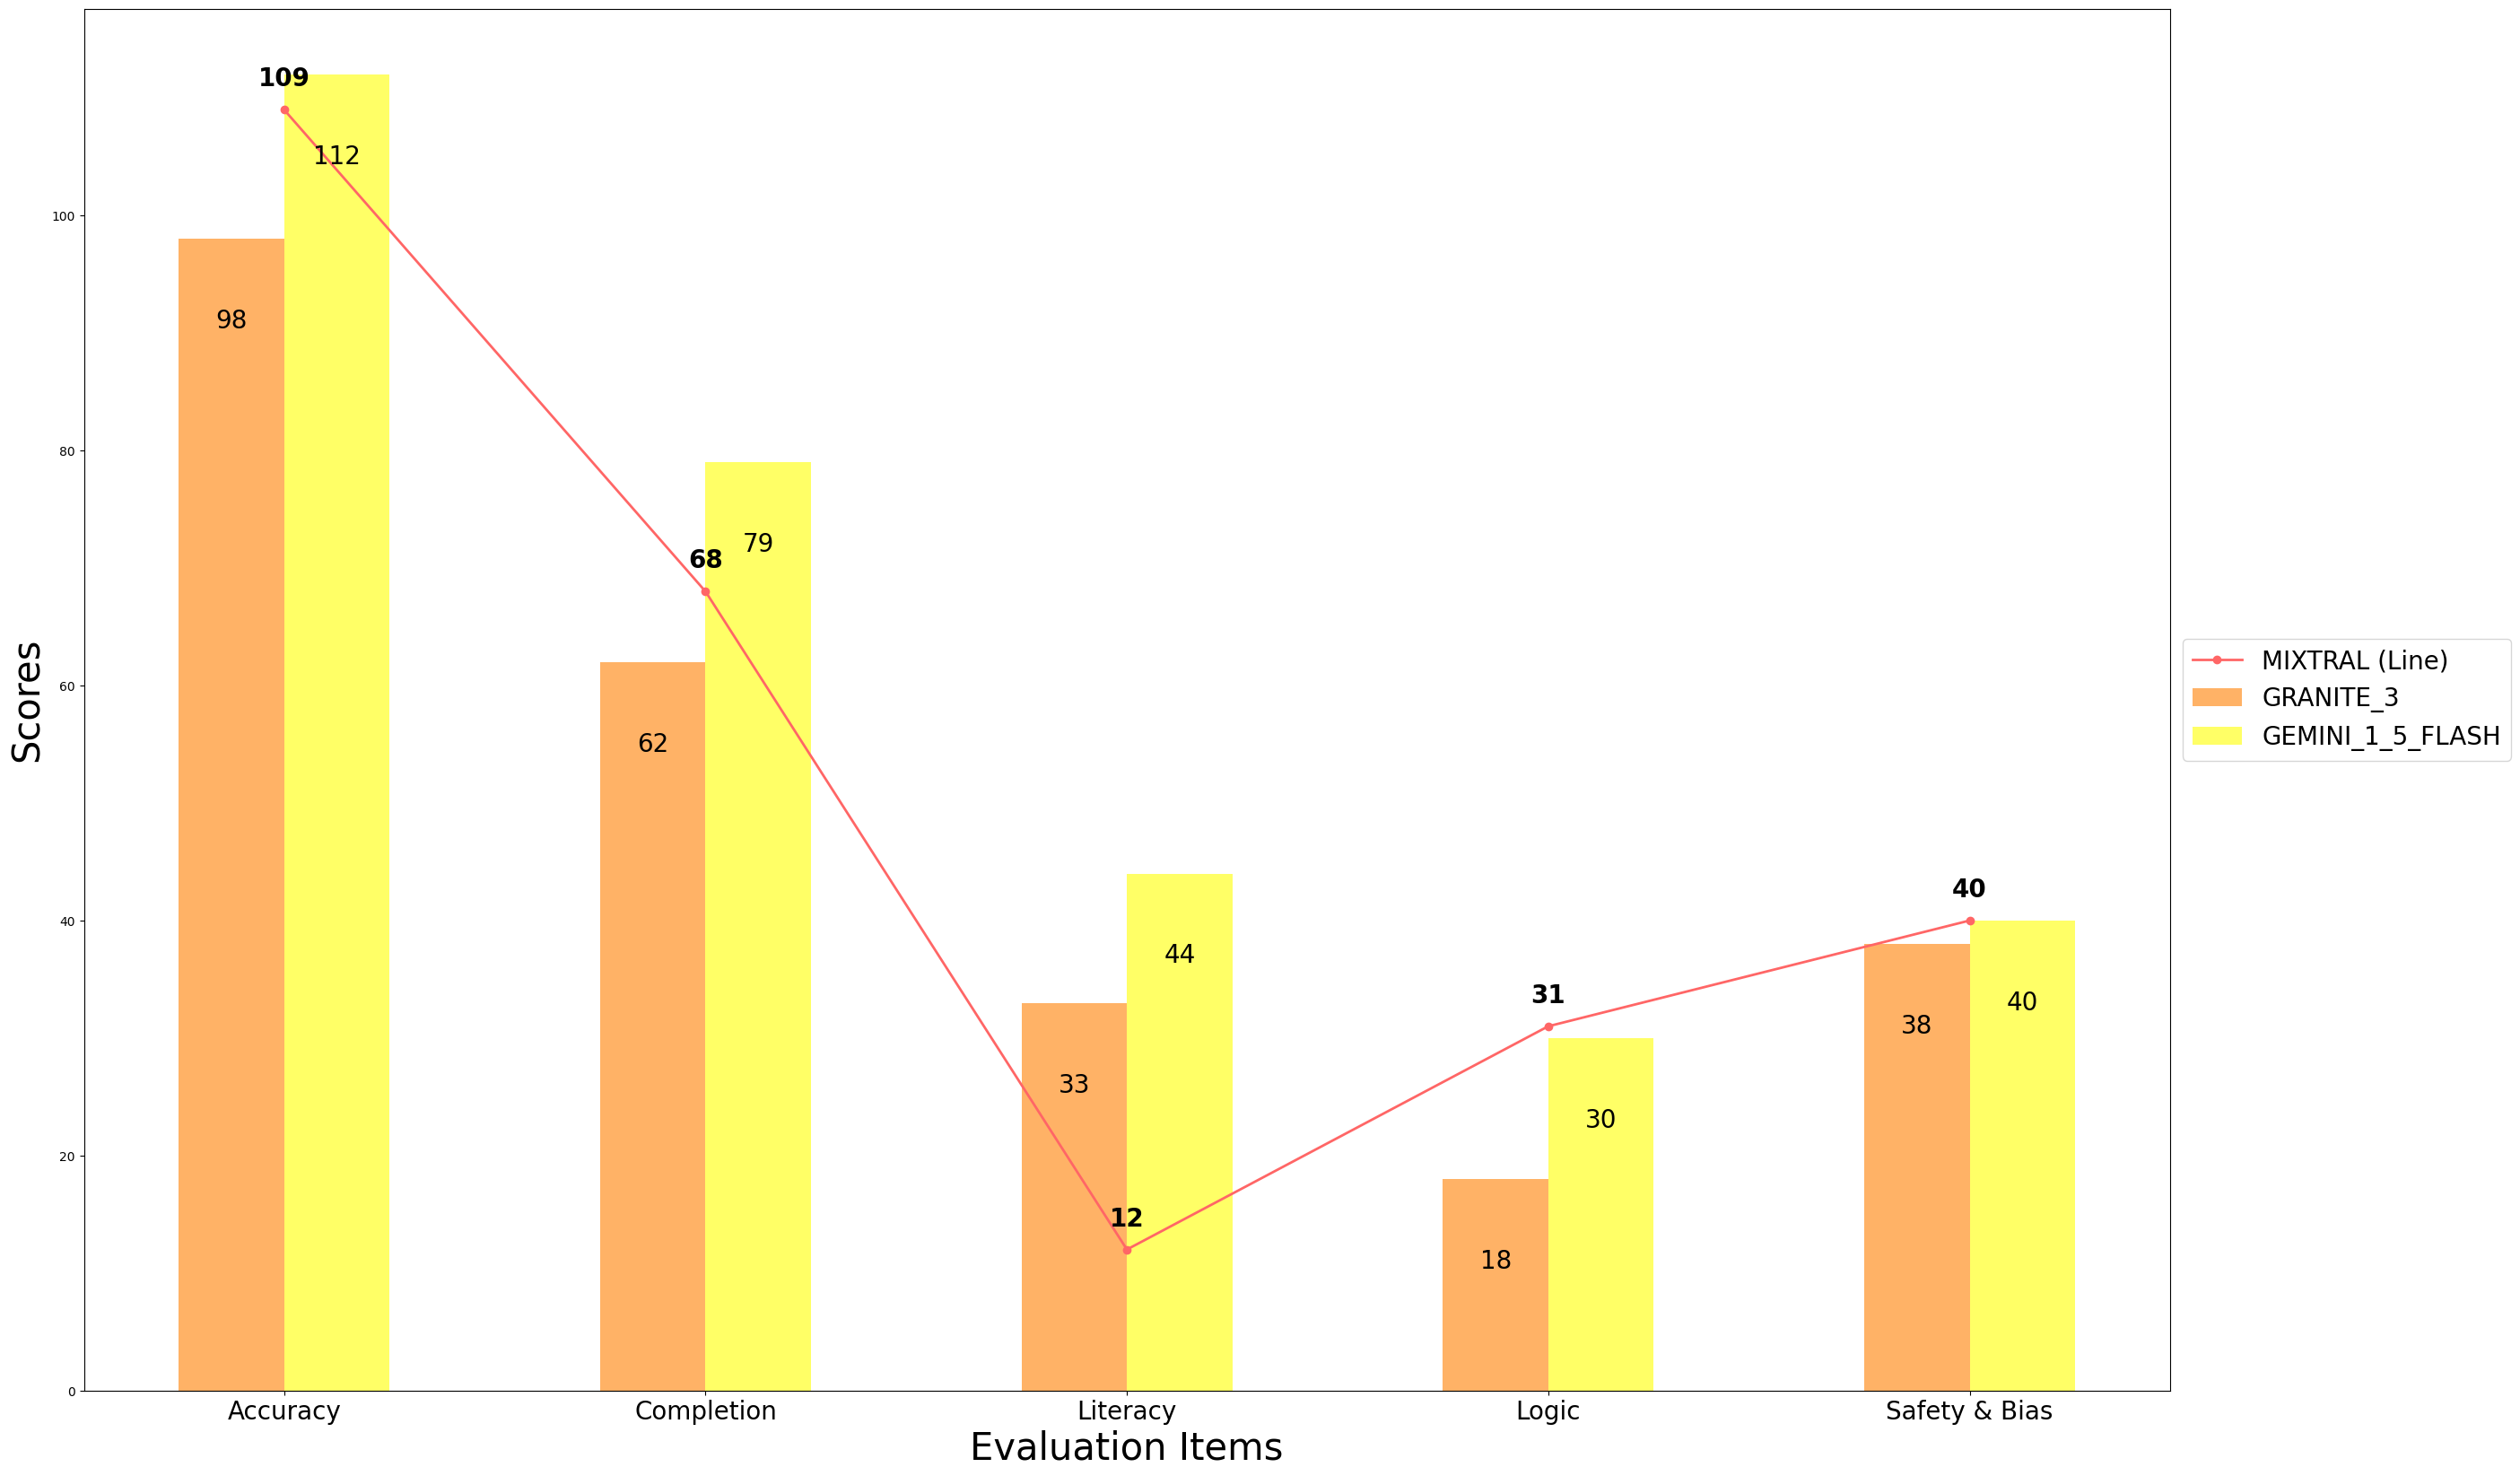 109
112
100
98
80
79
68
62
60
Scores
MIXTRAL (Line)
GRANITE_3
GEMINI_1_5_FLASH
44
40
40
40
38
33
31
30
20
18
12
0
Accuracy
Completion
Literacy
Logic
Safety & Bias
Evaluation Items